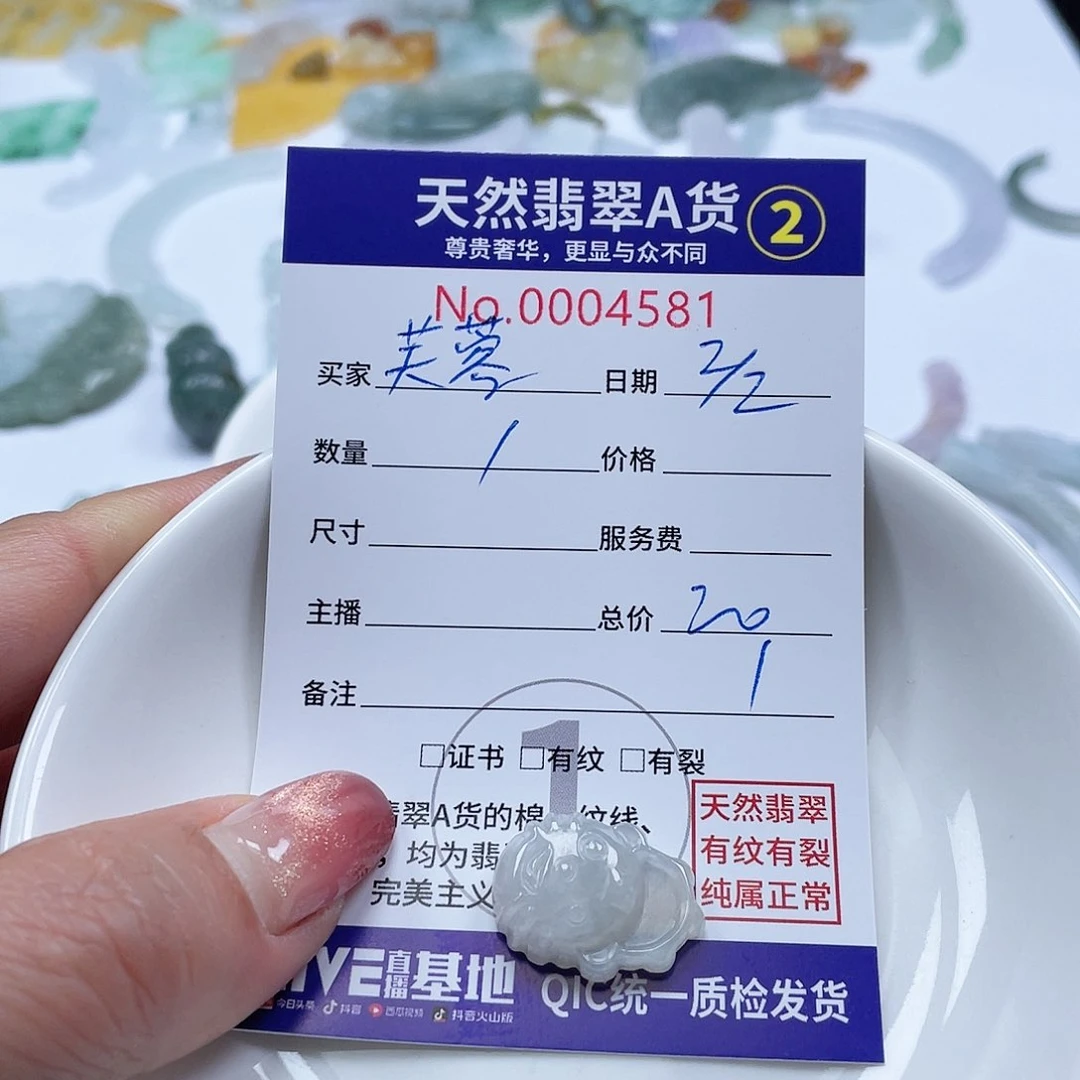 天然翡翠A货 2
尊贵奢华，更显与众不同
No.0004581
买家 芙蓉 日期 2/2
数量 1 价格
尺寸 服务费
主播 总价 20
备注 1
□证书 □有纹 □有裂
1
翠A货的棉 纹线、
，均为翡
完美主义
天然翡翠
有纹有裂
纯属正常
直播基地
今日头条 抖音 西瓜视频 抖音火山版
QIC统一质检发货